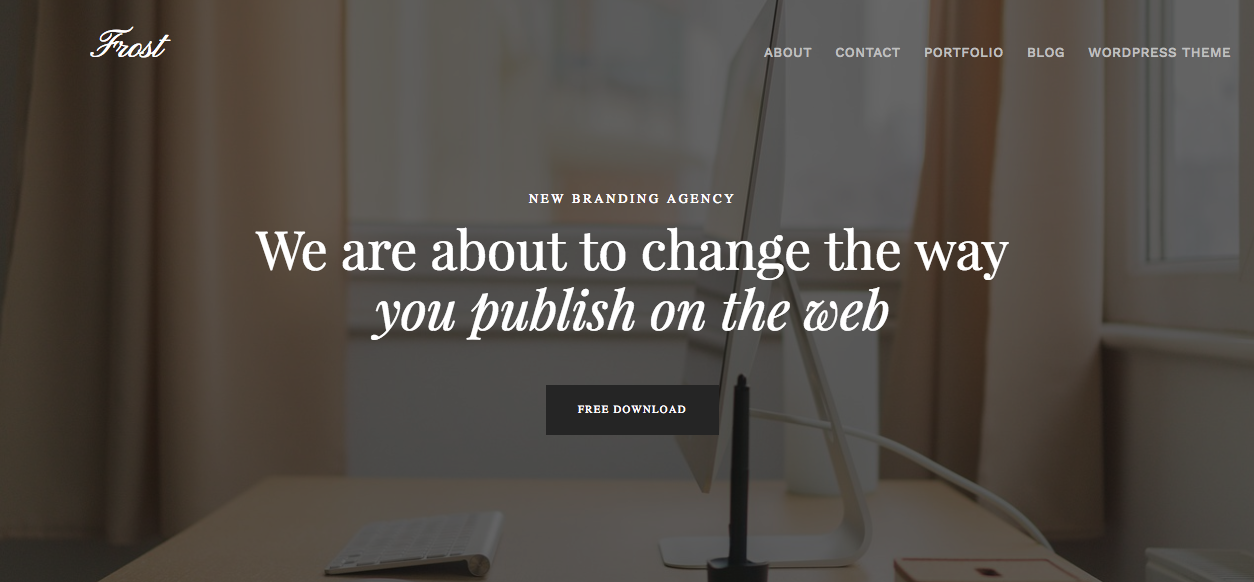 Frost
ABOUT CONTACT PORTFOLIO BLOG WORDPRESS THEME
NEW BRANDING AGENCY
We are about to change the way
you publish on the web
FREE DOWNLOAD